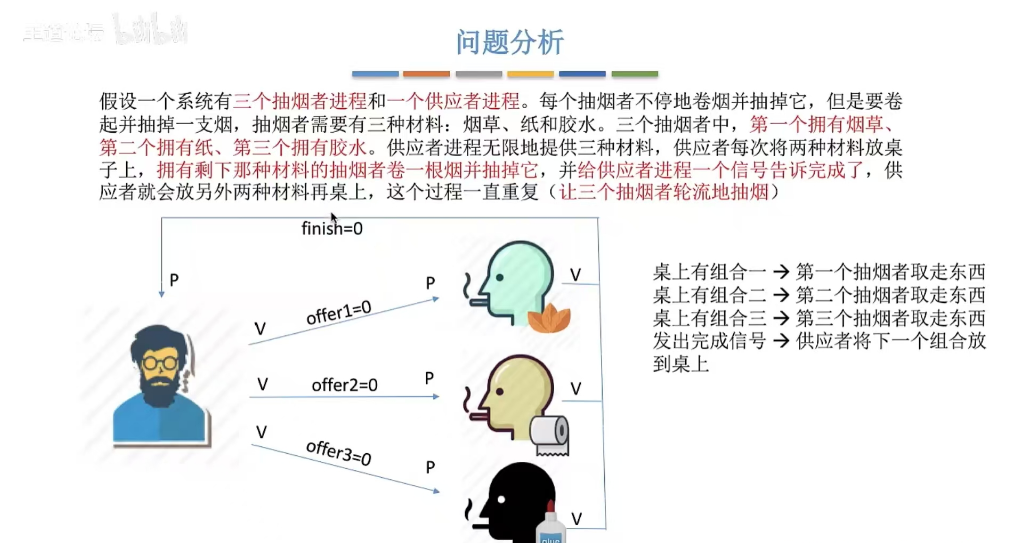 bilibili
问题分析
假设一个系统有三个抽烟者进程和一个供应者进程。每个抽烟者不停地卷烟并抽掉它，但是要卷
起并抽掉一支烟，抽烟者需要有三种材料：烟草、纸和胶水。三个抽烟者中，第一个拥有烟草、
第二个拥有纸、第三个拥有胶水。供应者进程无限地提供三种材料，供应者每次将两种材料放桌
子上，拥有剩下那种材料的抽烟者卷一根烟并抽掉它，并给供应者进程一个信号告诉完成了，供
应者就会放另外两种材料再桌上，这个过程一直重复（让三个抽烟者轮流地抽烟）
finish=0
P
V
offer1=0
P
V
V
offer2=0
P
V
V
offer3=0
P
V
桌上有组合一 → 第一个抽烟者取走东西
桌上有组合二 → 第二个抽烟者取走东西
桌上有组合三 → 第三个抽烟者取走东西
发出完成信号 → 供应者将下一个组合放
到桌上